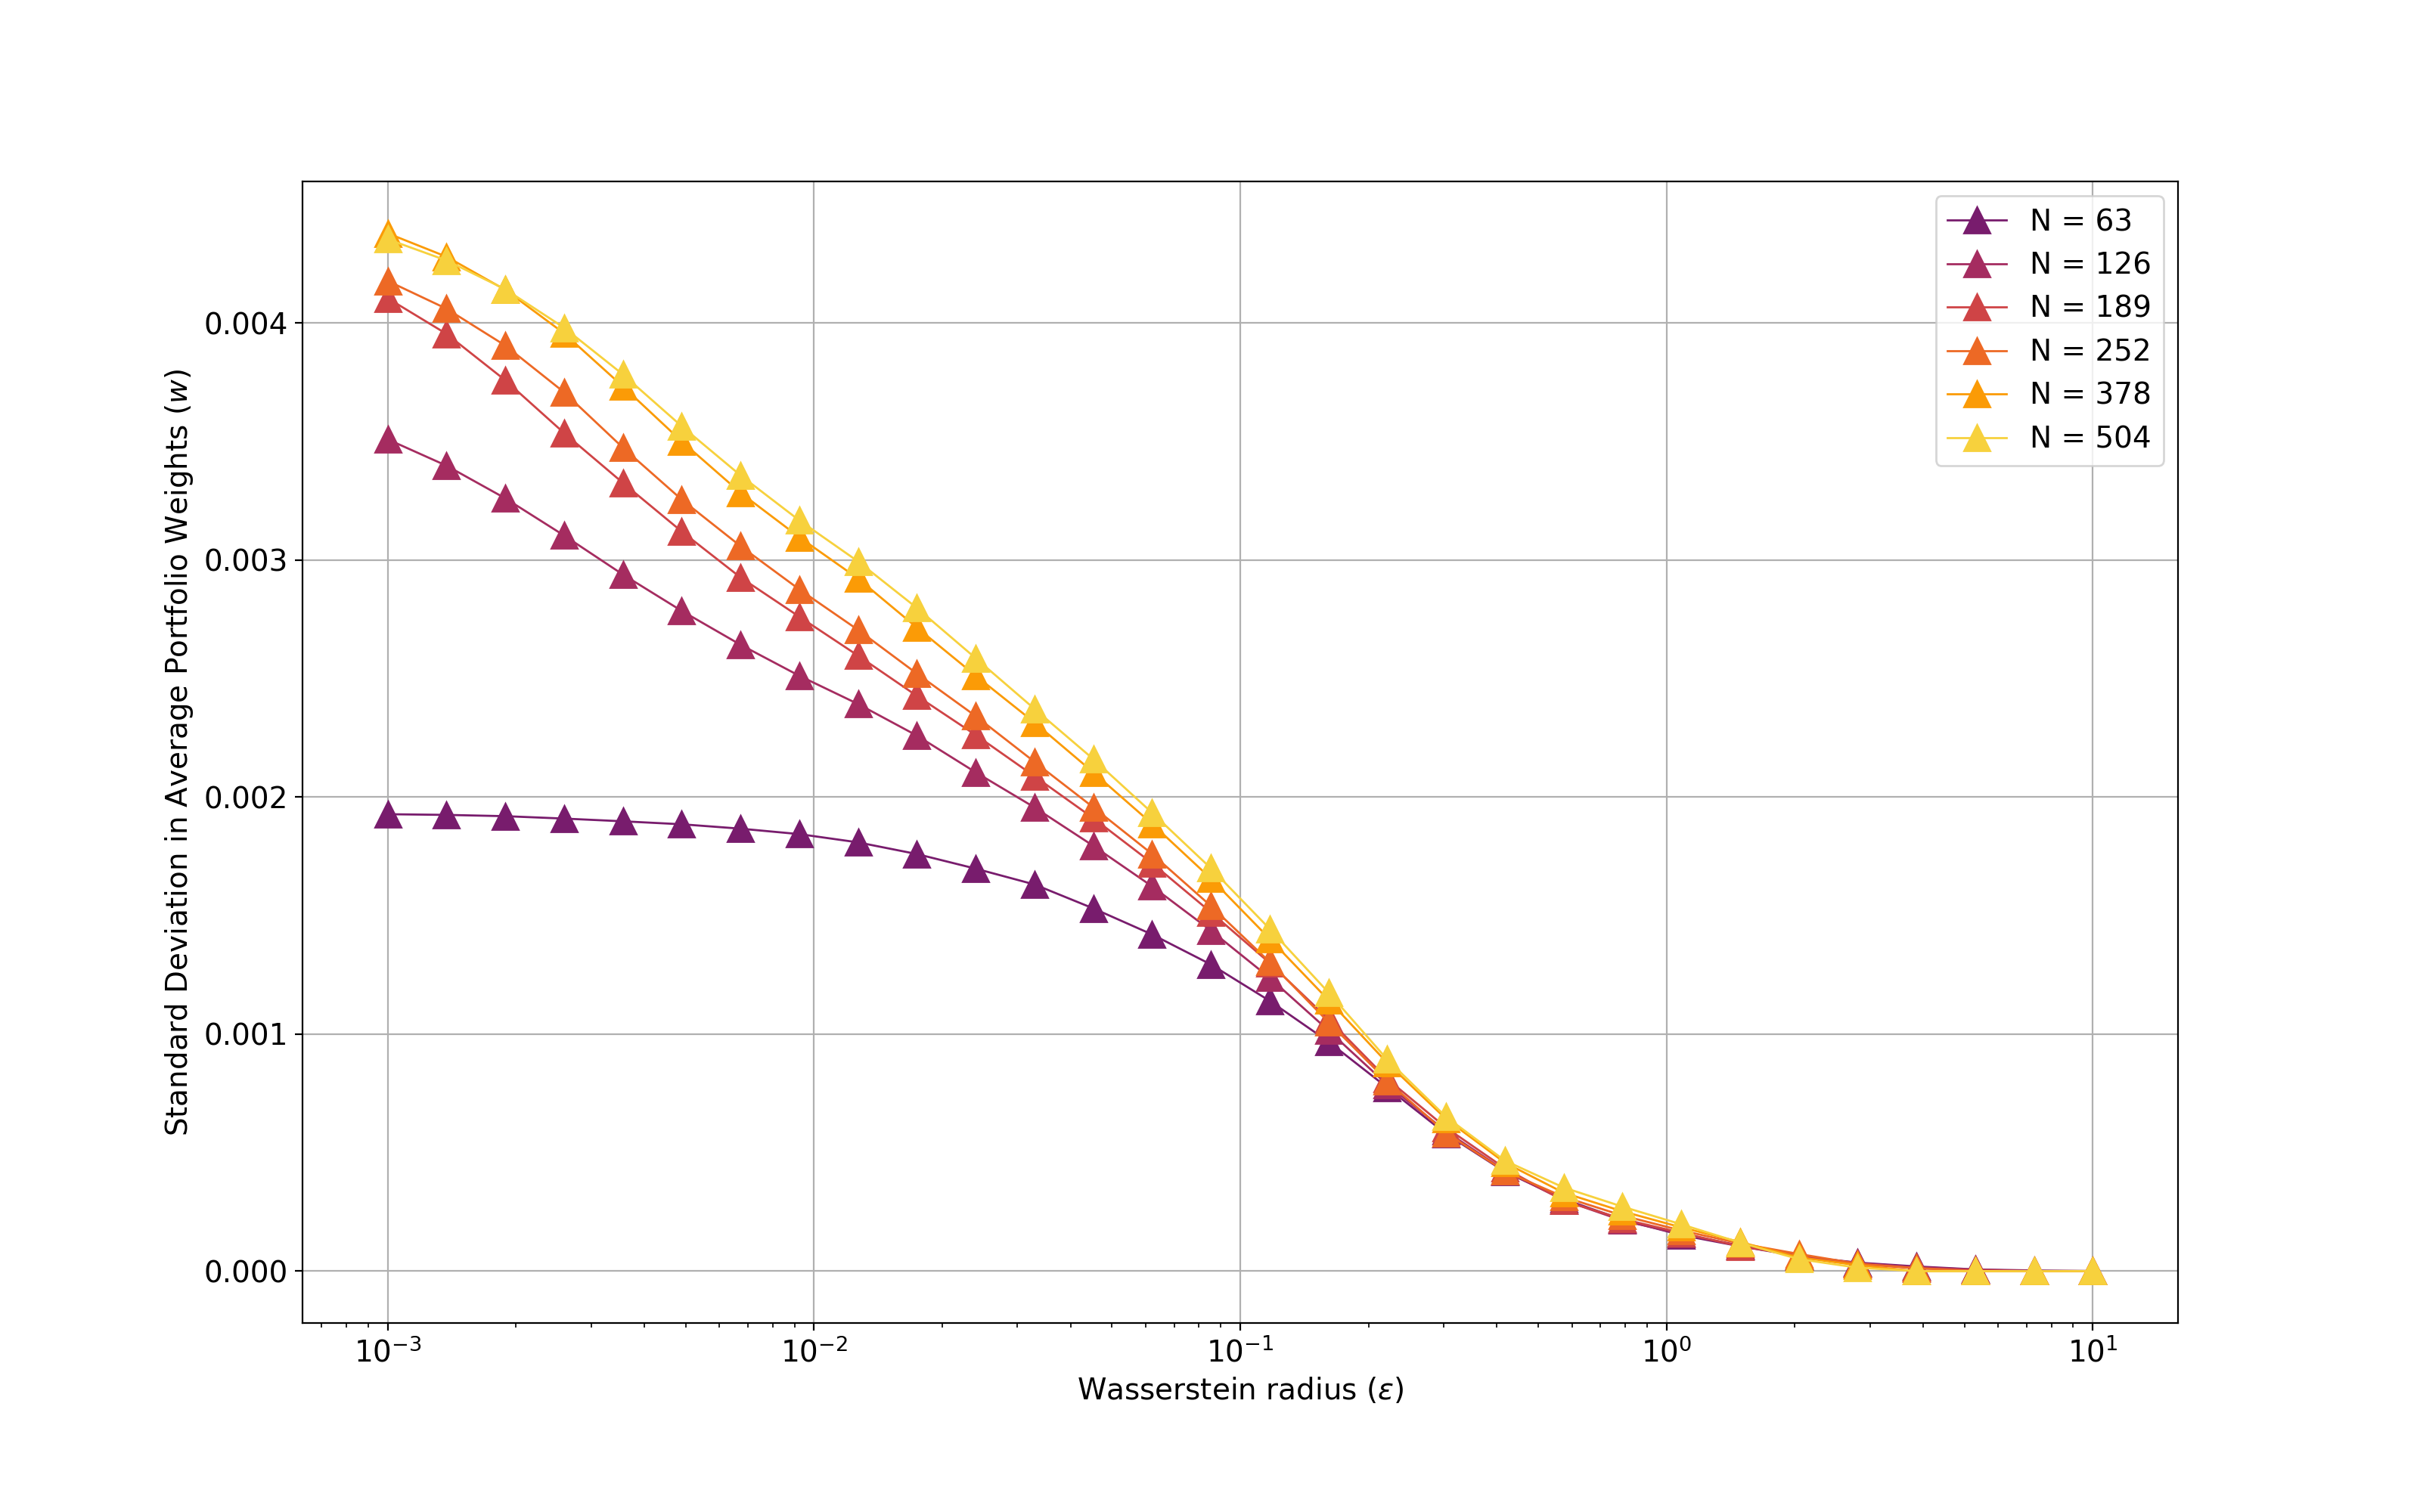 N = 63
N = 126
N = 189
N = 252
N = 378
N = 504
Standard Deviation in Average Portfolio Weights (w)
0.004
0.003
0.002
0.001
0.000
10⁻³ 10⁻² 10⁻¹ 10⁰ 10¹
Wasserstein radius (ε)